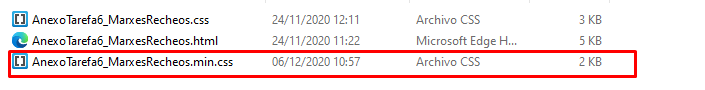 AnexoTarefa6_MarxesRecheos.css 24/11/2020 12:11 Archivo CSS 3 KB
AnexoTarefa6_MarxesRecheos.html 24/11/2020 11:22 Microsoft Edge H... 5 KB
AnexoTarefa6_MarxesRecheos.min.css 06/12/2020 10:57 Archivo CSS 2 KB